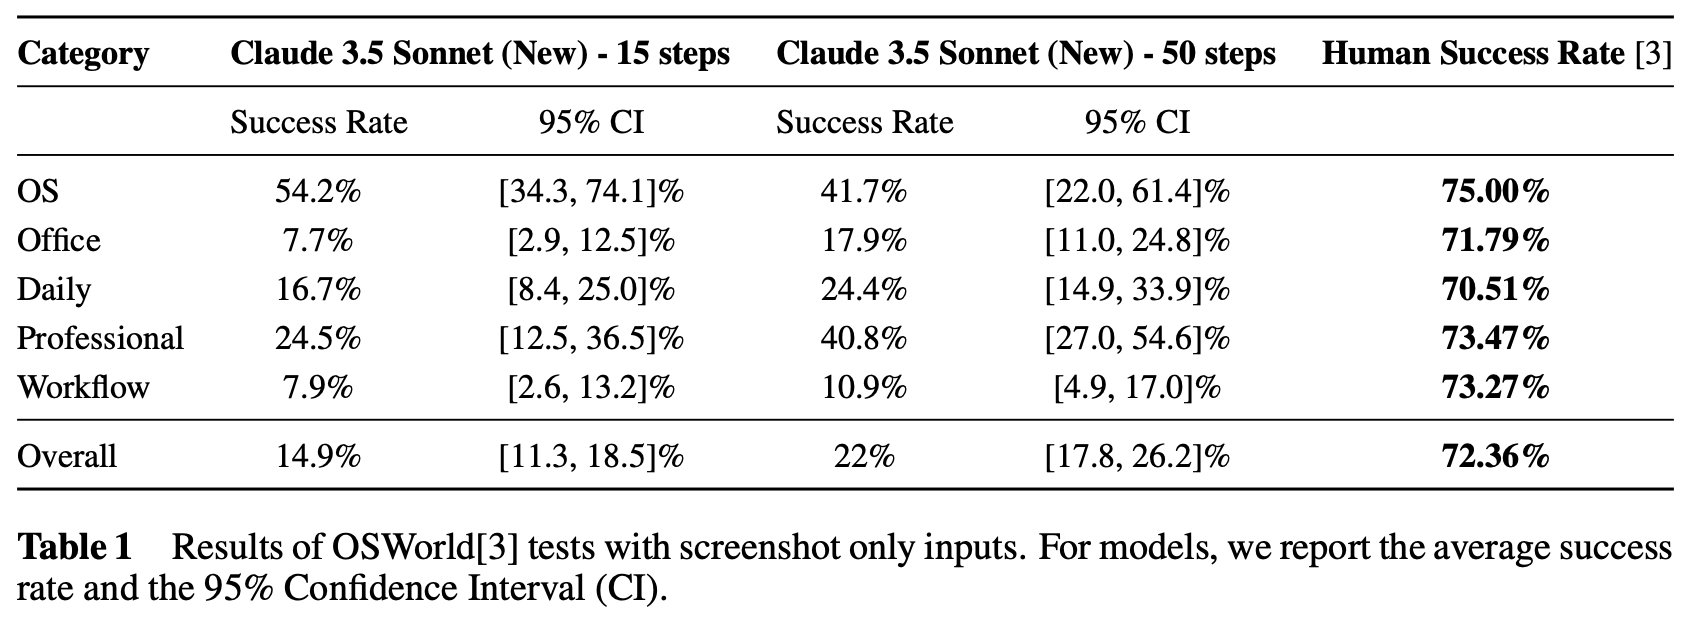 Category Claude 3.5 Sonnet (New) - 15 steps Claude 3.5 Sonnet (New) - 50 steps Human Success Rate [3]
Success Rate 95% CI Success Rate 95% CI
OS 54.2% [34.3, 74.1]% 41.7% [22.0, 61.4]% 75.00%
Office 7.7% [2.9, 12.5]% 17.9% [11.0, 24.8]% 71.79%
Daily 16.7% [8.4, 25.0]% 24.4% [14.9, 33.9]% 70.51%
Professional 24.5% [12.5, 36.5]% 40.8% [27.0, 54.6]% 73.47%
Workflow 7.9% [2.6, 13.2]% 10.9% [4.9, 17.0]% 73.27%
Overall 14.9% [11.3, 18.5]% 22% [17.8, 26.2]% 72.36%
Table 1 Results of OSWorld[3] tests with screenshot only inputs. For models, we report the average success
rate and the 95% Confidence Interval (CI).